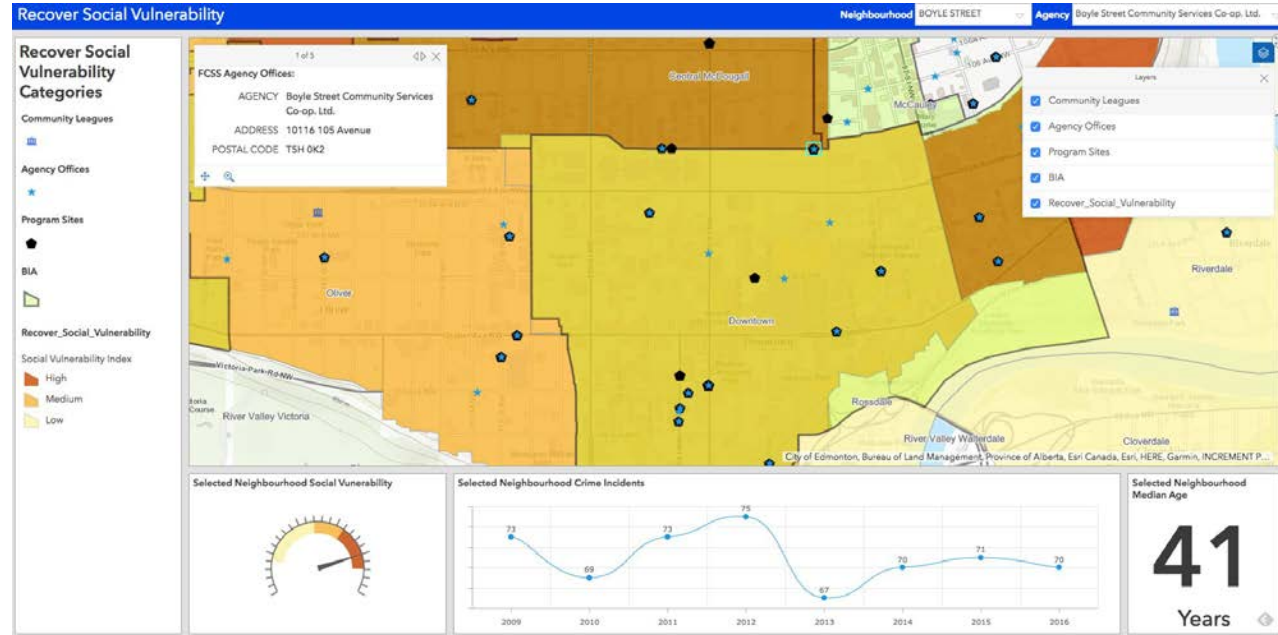 Recover Social Vulnerability
Neighbourhood BOYLE STREET
Agency Boyle Street Community Services Co-op. Ltd.
Recover Social
Vulnerability
Categories
Community Leagues
Agency Offices
Program Sites
BIA
Recover_Social_Vulnerability
Social Vulnerability Index
High
Medium
Low
1 of 5
FCSS Agency Offices:
AGENCY Boyle Street Community Services
Co-op. Ltd.
ADDRESS 10116 105 Avenue
POSTAL CODE T5H 0K2
Central McDougall
McCauley
Layers
Community Leagues
Agency Offices
Program Sites
BIA
Recover_Social_Vulnerability
Riverdale
Riverdale
Oliver
Downtown
Victoria-Park-Rd-NW
Course
River Valley Victoria
Rossdale
River Valley Walterdale
Cloverdale
City of Edmonton, Bureau of Land Management, Province of Alberta, Esri Canada, Esri, HERE, Garmin, INCREMENT P...
Selected Neighbourhood Social Vunerability
Selected Neighbourhood Crime Incidents
73
69
73
75
67
70
71
70
2009
2010
2011
2012
2013
2014
2015
2016
Selected Neighbourhood
Median Age
41
Years